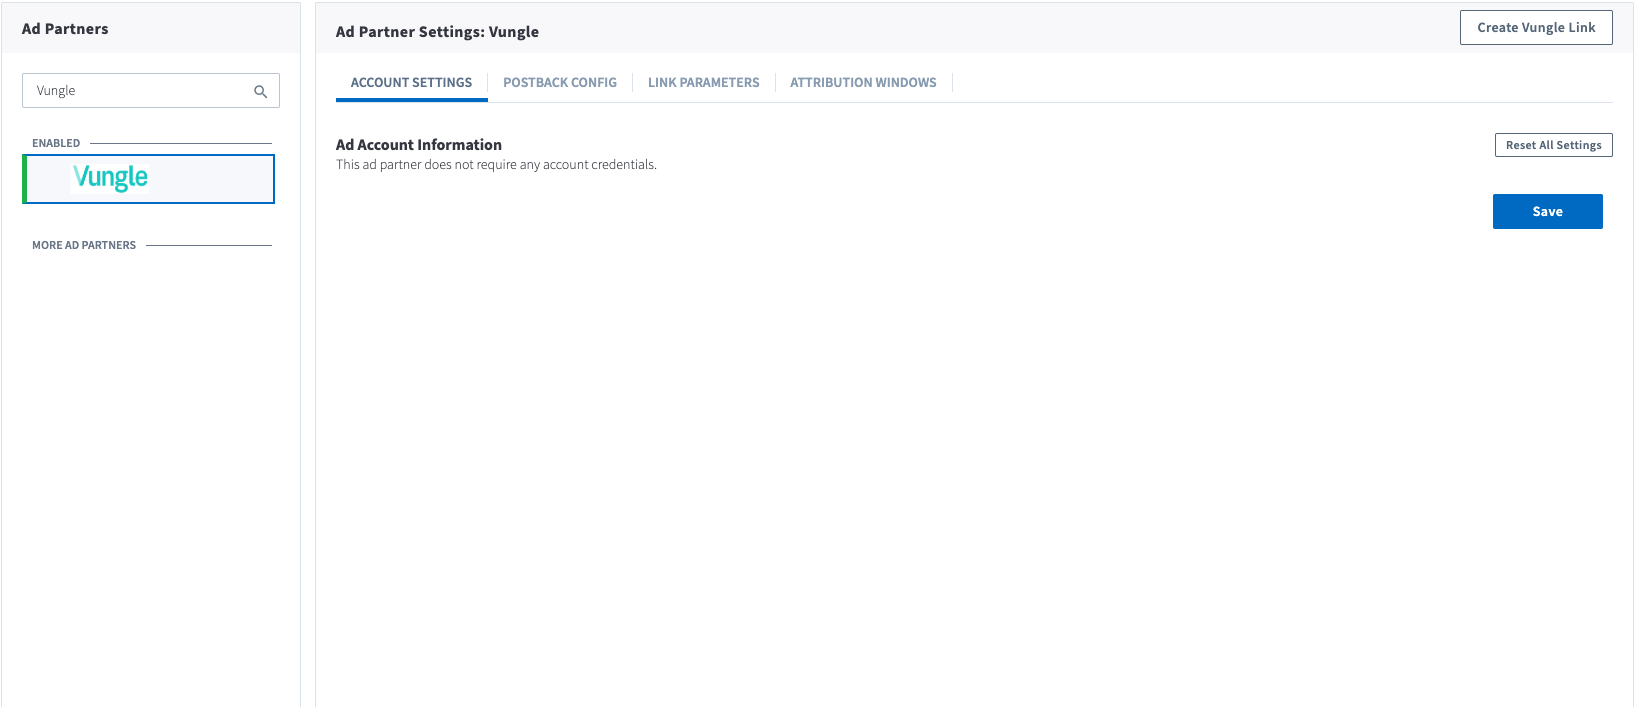 Ad Partners
Vungle
ENABLED
Vungle
MORE AD PARTNERS
Ad Partner Settings: Vungle
Create Vungle Link
ACCOUNT SETTINGS
POSTBACK CONFIG
LINK PARAMETERS
ATTRIBUTION WINDOWS
Ad Account Information
Reset All Settings
This ad partner does not require any account credentials.
Save